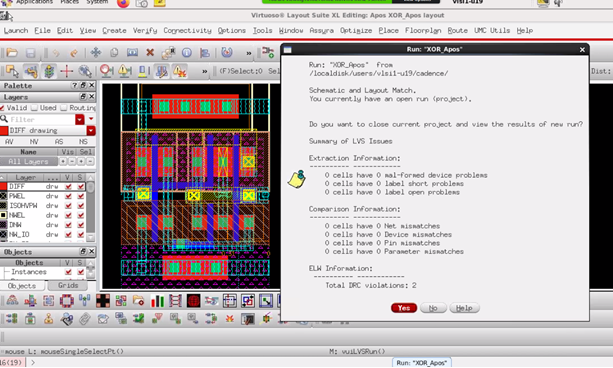 Applications Places System vlsi1-u19
Virtuoso® Layout Suite XL Editing: Apos XOR_Apos layout
Launch File Edit View Create Verify Connectivity Options Tools Window Assura Optimize Place Floorplan Route UMC Utils Help
(F)Select:0 Sel
Dist:
Palette
Layers
Valid Used Routing
Filter
DIFF drawing
AV NV AS NS
Name Vis Sel
All Layers
Layer V S
DIFF drw
PWEL drw
ISOHVPW drw
NWEL drw
DNW drw
NW_IO drw
Objects
Objects V S
Instances
Objects Grids
Run: "XOR_Apos"
Run: "XOR_Apos" from
/localdisk/users/vlsi1-u19/cadence/
Schematic and Layout Match.
You currently have an open run (project).
Do you want to close current project and view the results of new run?
Summary of LVS Issues
Extraction Information:
0 cells have 0 mal-formed device problems
0 cells have 0 label short problems
0 cells have 0 label open problems
Comparison Information:
0 cells have 0 Net mismatches
0 cells have 0 Device mismatches
0 cells have 0 Pin mismatches
0 cells have 0 Parameter mismatches
ELW Information:
Total DRC violations: 2
Yes No Help
mouse L: mouseSingleSelectPt() M: vuiLVSRun()
16(19) >
Run: "XOR_Apos"